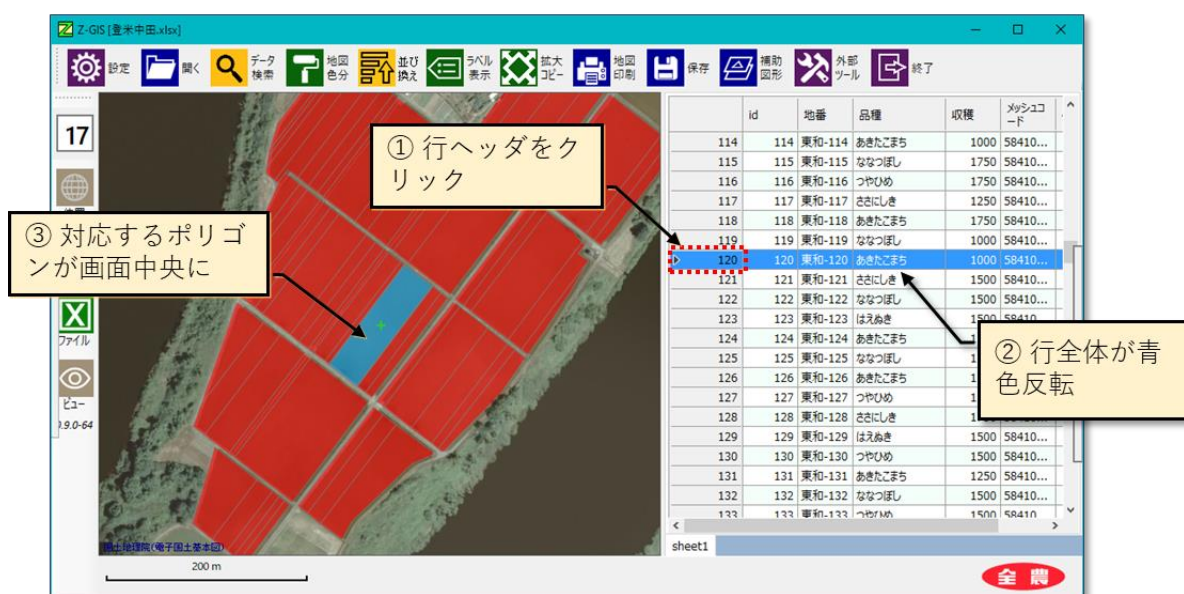 Z-GIS [登米中田.xlsx]
設定
開く
データ
検索
地図
色分
並び
換え
ラベル
表示
拡大
コピー
地図
印刷
保存
補助
図形
外部
ツール
終了
17
① 行ヘッダをク
リック
③ 対応するポリゴ
ンが画面中央に
② 行全体が青
色反転
ファイル
ビュー
id 地番 品種 収穫 メッシュコ
ード
114 114 東和-114 あきたこまち 1000 58410...
115 115 東和-115 ななつぼし 1750 58410...
116 116 東和-116 つやひめ 1750 58410...
117 117 東和-117 ささにしき 1250 58410...
118 118 東和-118 あきたこまち 1750 58410...
119 119 東和-119 ななつぼし 1000 58410...
120 120 東和-120 あきたこまち 1000 58410...
121 121 東和-121 ささにしき 1500 58410...
122 122 東和-122 ななつぼし 1500 58410...
123 123 東和-123 はえぬき 1500 58410
124 124 東和-124 あきたこまち
125 125 東和-125 ななつぼし
126 126 東和-126 あきたこまち
127 127 東和-127 つやひめ
128 128 東和-128 ささにしき
129 129 東和-129 はえぬき 1500 58410...
130 130 東和-130 つやひめ 1500 58410...
131 131 東和-131 あきたこまち 1250 58410...
132 132 東和-132 ななつぼし 1500 58410...
133 133 東和-133 つやひめ 1500 58410
sheet1
国土地理院(電子国土基本図)
200 m
全農